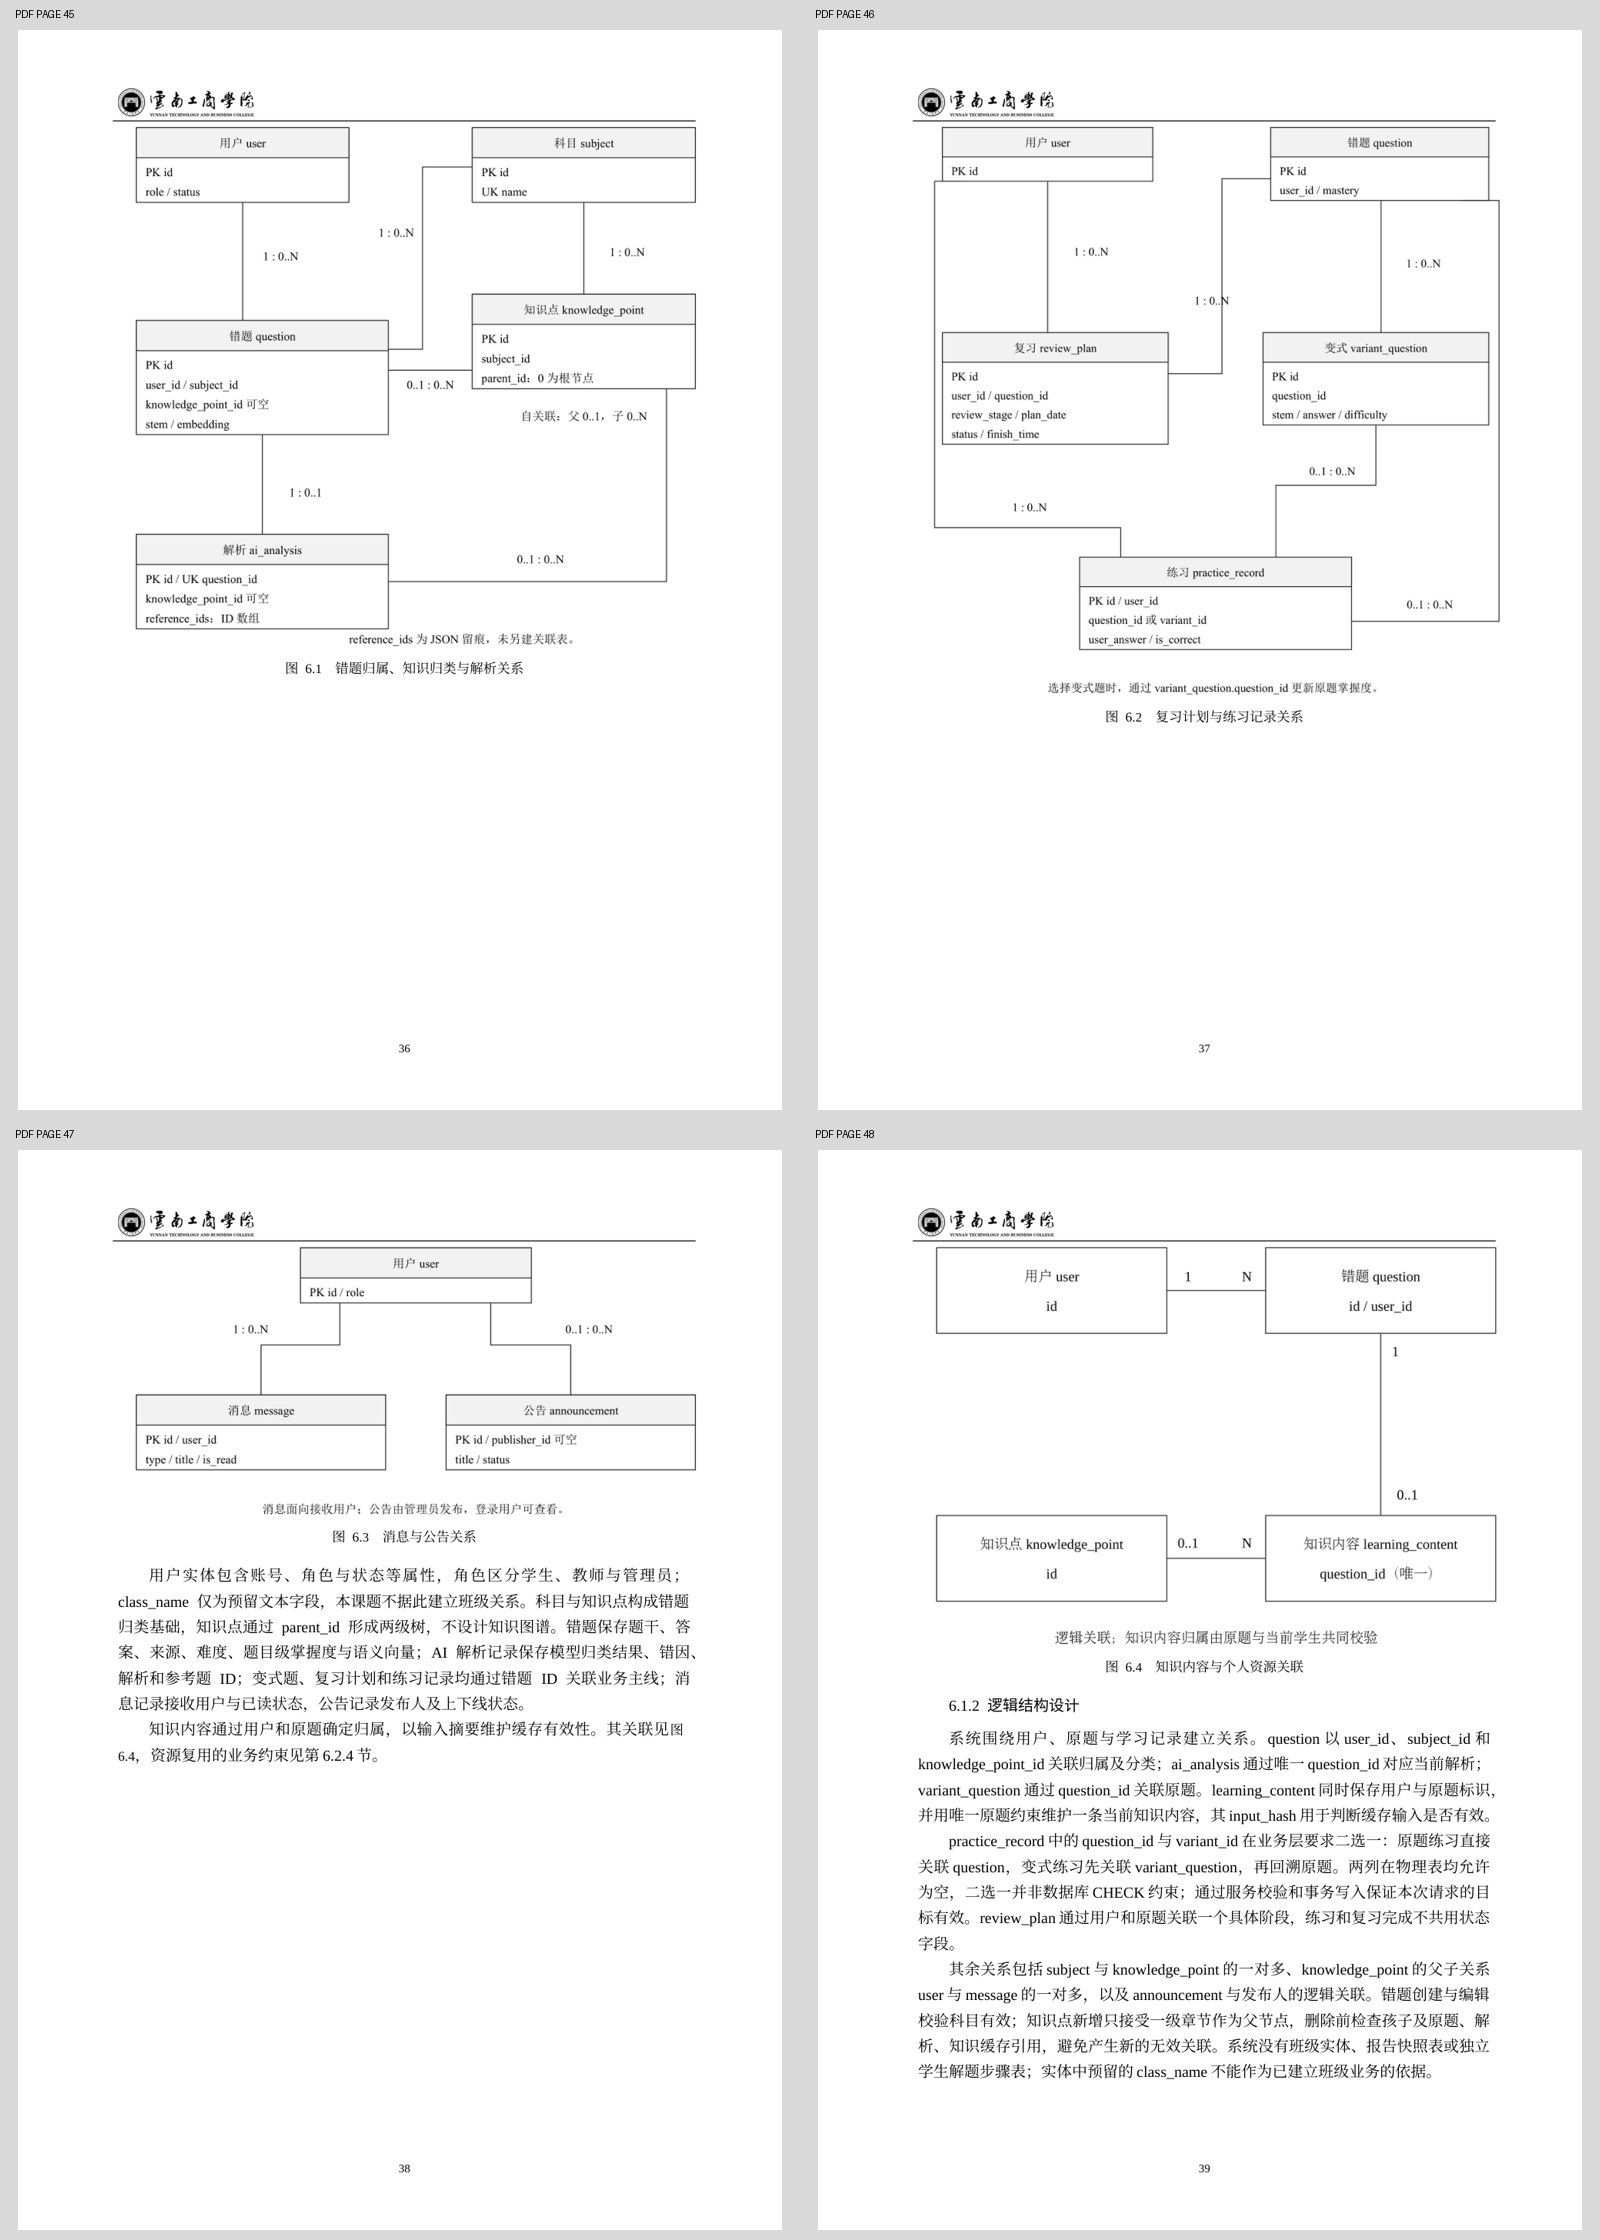 PDF PAGE 45
雲南工商學院
YUNNAN TECHNOLOGY AND BUSINESS COLLEGE
用户 user
PK id
role / status
科目 subject
PK id
UK name
1 : 0..N
1 : 0..N
1 : 0..N
知识点 knowledge_point
PK id
subject_id
parent_id：0 为根节点
错题 question
PK id
user_id / subject_id
knowledge_point_id 可空
stem / embedding
0..1 : 0..N
自关联：父 0..1，子 0..N
1 : 0..1
解析 ai_analysis
PK id / UK question_id
knowledge_point_id 可空
reference_ids：ID 数组
0..1 : 0..N
reference_ids 为 JSON 留痕，未另建关联表。
图 6.1 错题归属、知识归类与解析关系
36
PDF PAGE 46
雲南工商學院
YUNNAN TECHNOLOGY AND BUSINESS COLLEGE
用户 user
PK id
错题 question
PK id
user_id / mastery
1 : 0..N
1 : 0..N
1 : 0..N
复习 review_plan
PK id
user_id / question_id
review_stage / plan_date
status / finish_time
变式 variant_question
PK id
question_id
stem / answer / difficulty
0..1 : 0..N
1 : 0..N
练习 practice_record
PK id / user_id
question_id 或 variant_id
user_answer / is_correct
0..1 : 0..N
选择变式题时，通过 variant_question.question_id 更新原题掌握度。
图 6.2 复习计划与练习记录关系
37
PDF PAGE 47
雲南工商學院
YUNNAN TECHNOLOGY AND BUSINESS COLLEGE
用户 user
PK id / role
1 : 0..N
0..1 : 0..N
消息 message
PK id / user_id
type / title / is_read
公告 announcement
PK id / publisher_id 可空
title / status
消息面向接收用户；公告由管理员发布，登录用户可查看。
图 6.3 消息与公告关系
用户实体包含账号、角色与状态等属性，角色区分学生、教师与管理员；
class_name 仅为预留文本字段，本课题不据此建立班级关系。科目与知识点构成错题
归类基础，知识点通过 parent_id 形成两级树，不设计知识图谱。错题保存题干、答
案、来源、难度、题目级掌握度与语义向量；AI 解析记录保存模型归类结果、错因、
解析和参考题 ID；变式题、复习计划和练习记录均通过错题 ID 关联业务主线；消
息记录接收用户与已读状态，公告记录发布人及上下线状态。
知识内容通过用户和原题确定归属，以输入摘要维护缓存有效性。其关联见图
6.4，资源复用的业务约束见第 6.2.4 节。
38
PDF PAGE 48
雲南工商學院
YUNNAN TECHNOLOGY AND BUSINESS COLLEGE
用户 user
id
1 N
错题 question
id / user_id
1
0..1
知识点 knowledge_point
id
0..1 N
知识内容 learning_content
question_id（唯一）
逻辑关联；知识内容归属由原题与当前学生共同校验
图 6.4 知识内容与个人资源关联
6.1.2 逻辑结构设计
系统围绕用户、原题与学习记录建立关系。question 以 user_id、subject_id 和
knowledge_point_id 关联归属及分类；ai_analysis 通过唯一 question_id 对应当前解析；
variant_question 通过 question_id 关联原题。learning_content 同时保存用户与原题标识，
并用唯一原题约束维护一条当前知识内容，其 input_hash 用于判断缓存输入是否有效。
practice_record 中的 question_id 与 variant_id 在业务层要求二选一：原题练习直接
关联 question，变式练习先关联 variant_question，再回溯原题。两列在物理表均允许
为空，二选一并非数据库 CHECK 约束；通过服务校验和事务写入保证本次请求的目
标有效。review_plan 通过用户和原题关联一个具体阶段，练习和复习完成不共用状态
字段。
其余关系包括 subject 与 knowledge_point 的一对多、knowledge_point 的父子关系
user 与 message 的一对多，以及 announcement 与发布人的逻辑关联。错题创建与编辑
校验科目有效；知识点新增只接受一级章节作为父节点，删除前检查孩子及原题、解
析、知识缓存引用，避免产生新的无效关联。系统没有班级实体、报告快照表或独立
学生解题步骤表；实体中预留的 class_name 不能作为已建立班级业务的依据。
39